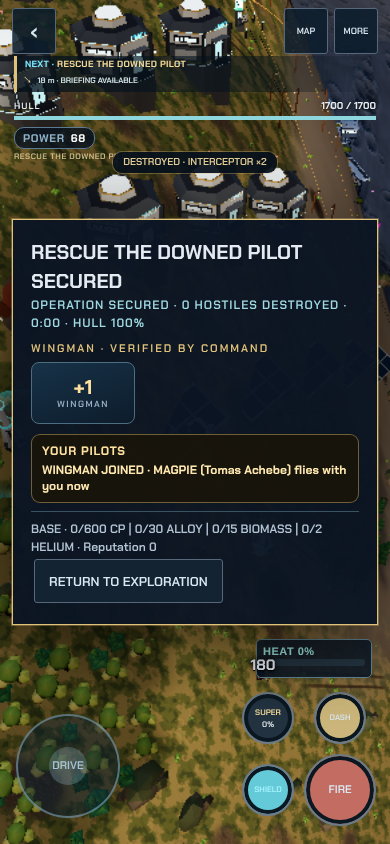 MAP
MORE
NEXT · RESCUE THE DOWNED PILOT
18 m · BRIEFING AVAILABLE
HULL
1700 / 1700
POWER 68
RESCUE THE DOWNED P
DESTROYED · INTERCEPTOR ×2
RESCUE THE DOWNED PILOT
SECURED
OPERATION SECURED · 0 HOSTILES DESTROYED ·
0:00 · HULL 100%
WINGMAN · VERIFIED BY COMMAND
+1
WINGMAN
YOUR PILOTS
WINGMAN JOINED · MAGPIE (Tomas Achebe) flies with
you now
BASE · 0/600 CP | 0/30 ALLOY | 0/15 BIOMASS | 0/2
HELIUM · Reputation 0
RETURN TO EXPLORATION
HEAT 0%
180
SUPER
0%
DASH
DRIVE
SHIELD
FIRE